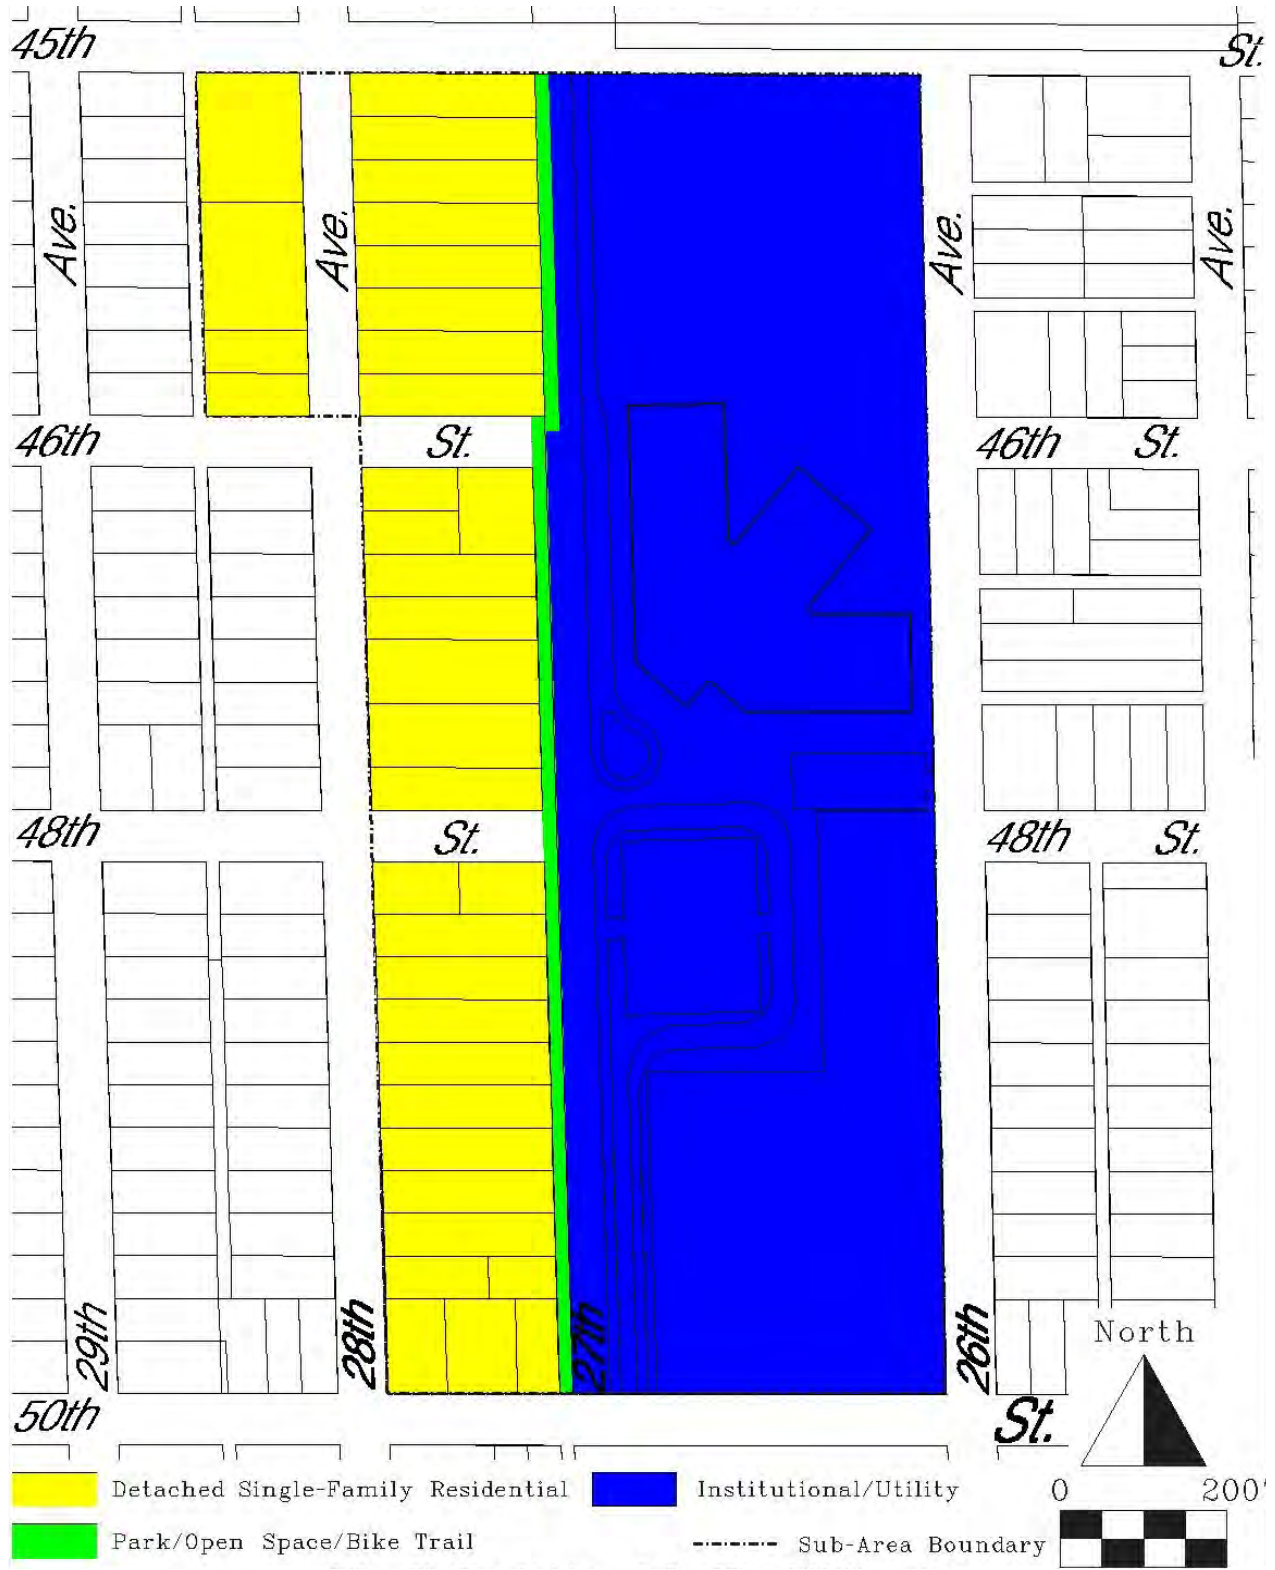 45th
St.
Ave.
Ave.
Ave.
Ave.
46th
St.
46th
St.
48th
St.
48th
St.
29th
28th
27th
26th
North
50th
St.
Detached Single-Family Residential
Institutional/Utility
0
200'
Park/Open Space/Bike Trail
Sub-Area Boundary